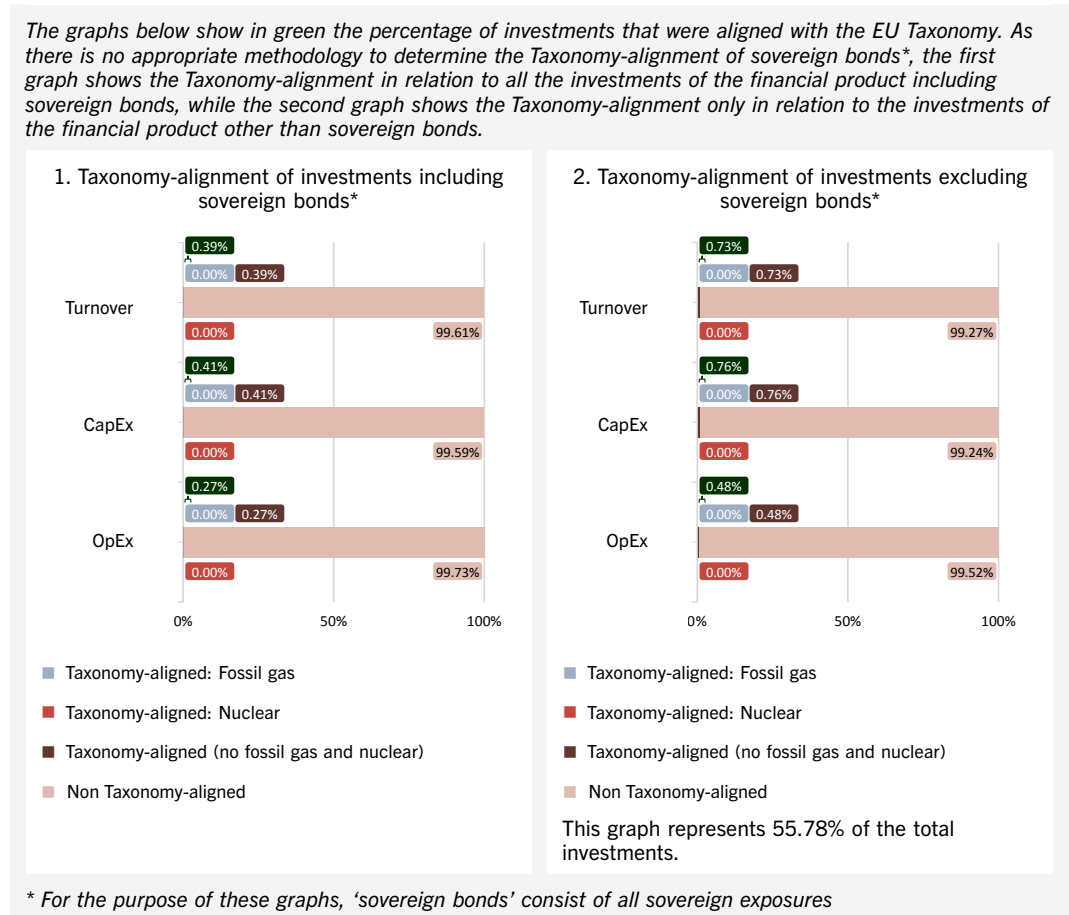 The graphs below show in green the percentage of investments that were aligned with the EU Taxonomy. As
there is no appropriate methodology to determine the Taxonomy-alignment of sovereign bonds*, the first
graph shows the Taxonomy-alignment in relation to all the investments of the financial product including
sovereign bonds, while the second graph shows the Taxonomy-alignment only in relation to the investments of
the financial product other than sovereign bonds.
1. Taxonomy-alignment of investments including
sovereign bonds*
0.39%
0.00% 0.39%
Turnover
0.00% 99.61%
0.41%
0.00% 0.41%
CapEx
0.00% 99.59%
0.27%
0.00% 0.27%
OpEx
0.00% 99.73%
0% 50% 100%
Taxonomy-aligned: Fossil gas
Taxonomy-aligned: Nuclear
Taxonomy-aligned (no fossil gas and nuclear)
Non Taxonomy-aligned
2. Taxonomy-alignment of investments excluding
sovereign bonds*
0.73%
0.00% 0.73%
Turnover
0.00% 99.27%
0.76%
0.00% 0.76%
CapEx
0.00% 99.24%
0.48%
0.00% 0.48%
OpEx
0.00% 99.52%
0% 50% 100%
Taxonomy-aligned: Fossil gas
Taxonomy-aligned: Nuclear
Taxonomy-aligned (no fossil gas and nuclear)
Non Taxonomy-aligned
This graph represents 55.78% of the total
investments.
* For the purpose of these graphs, ‘sovereign bonds’ consist of all sovereign exposures